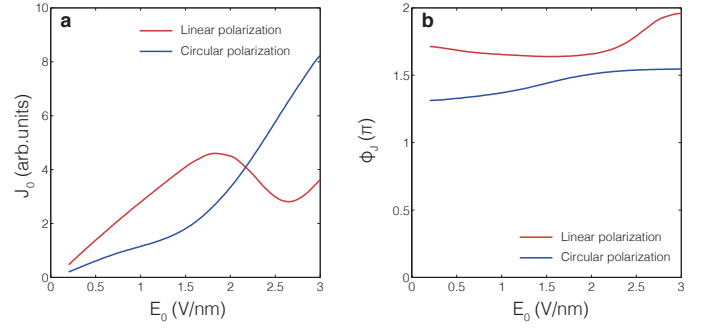 a
Linear polarization
Circular polarization
10
8
6
4
2
0
J0 (arb.units)
0 0.5 1 1.5 2 2.5 3
E0 (V/nm)
b
2
1.5
1
0.5
0
ΦJ (π)
Linear polarization
Circular polarization
0 0.5 1 1.5 2 2.5 3
E0 (V/nm)